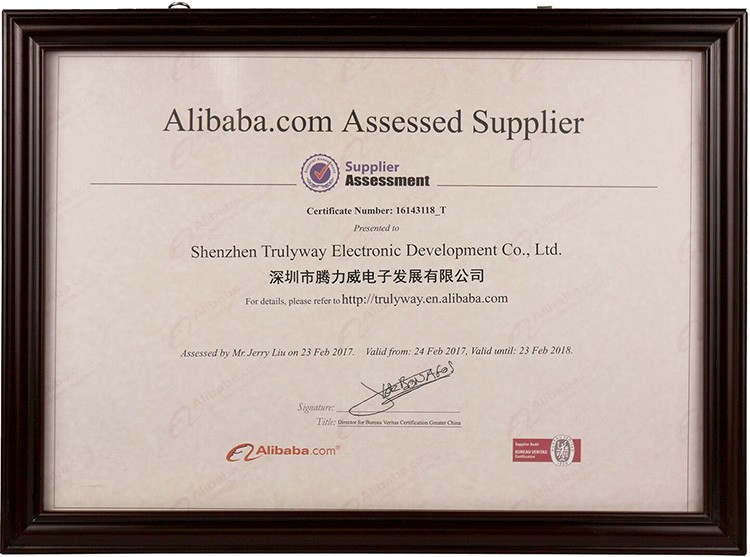 Alibaba.com Assessed Supplier
Supplier
Assessment
Certificate Number: 16143118_T
Presented to
Shenzhen Trulyway Electronic Development Co., Ltd.
深圳市腾力威电子发展有限公司
For details, please refer to http://trulyway.en.alibaba.com
Assessed by Mr. Jerry Liu on 23 Feb 2017. Valid from: 24 Feb 2017, Valid until: 23 Feb 2018.
Signature:
Title: Director for Bureau Veritas Certification Greater China
Alibaba.com®
Supplier Audit
BUREAU VERITAS
Certification